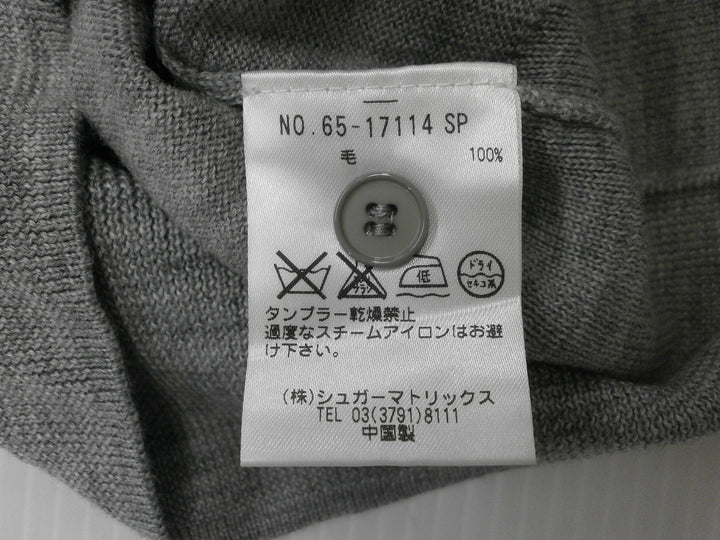 NO.65-17114 SP
毛 100%
低
ドライ
セキユ系
タンブラー乾燥禁止
過度なスチームアイロンはお避
け下さい。
(株)シュガーマトリックス
TEL 03(3791)8111
中国製